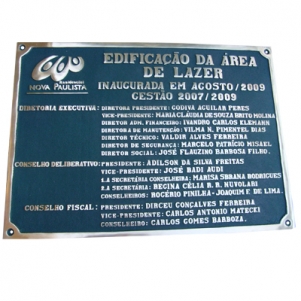 EDIFICAÇÃO DA ÁREA
DE LAZER
INAUGURADA EM AGOSTO/2009
GESTÃO 2007/2009
NOVA PAULISTA
DIRETORIA EXECUTIVA: DIRETORA PRESIDENTE: GODIVA AGUILAR PERES
VICE-PRESIDENTE: MARIA CLÁUDIA DE SOUZA BRITO MOLINA
DIRETOR ADM. FINANCEIRO: IVANDRO CARLOS
DIRETORA DE MANUTENÇÃO: VILMA N. PIMENTEL DIAS
DIRETOR TÉCNICO: VALDIR ALVES FERREIRA
DIRETOR DE SEGURANÇA: MARCELO PATRÍCIO MISAEL
DIRETOR SOCIAL: JOSÉ FLAUZINO BARBOSA FILHO.
CONSELHO DELIBERATIVO: PRESIDENTE: ADILSON DA SILVA FREITAS
VICE-PRESIDENTE: JOSÉ BADI AUDI
SECRETÁRIA CONSELHEIRA: MARISA RODRIGUES
SECRETÁRIA: REGINA CÉLIA R. R. NUVOLARI
CONSELHEIROS: ROGÉRIO PINILHA - JOAQUIM F. DE LIMA.
CONSELHO FISCAL: PRESIDENTE: DIRCEU GONÇALVES FERREIRA
VICE-PRESIDENTE: CARLOS ANTONIO MATECKI
CONSELHEIRO: CARLOS GOMES BARBOZA.